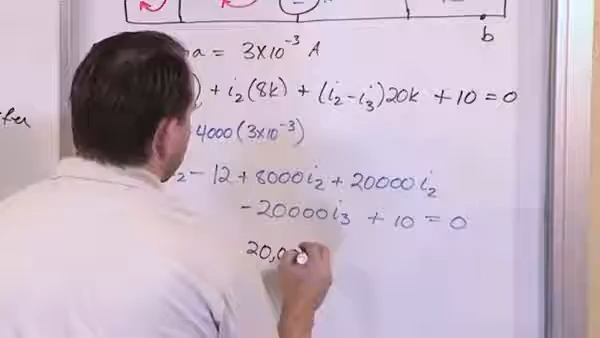 b
a = 3x10⁻³ A
) + i₂(8k) + (i₂-i₃)20k + 10 = 0
4000(3x10⁻³)
₂ - 12 + 8000i₂ + 20000i₂
- 20000i₃ + 10 = 0
20,0